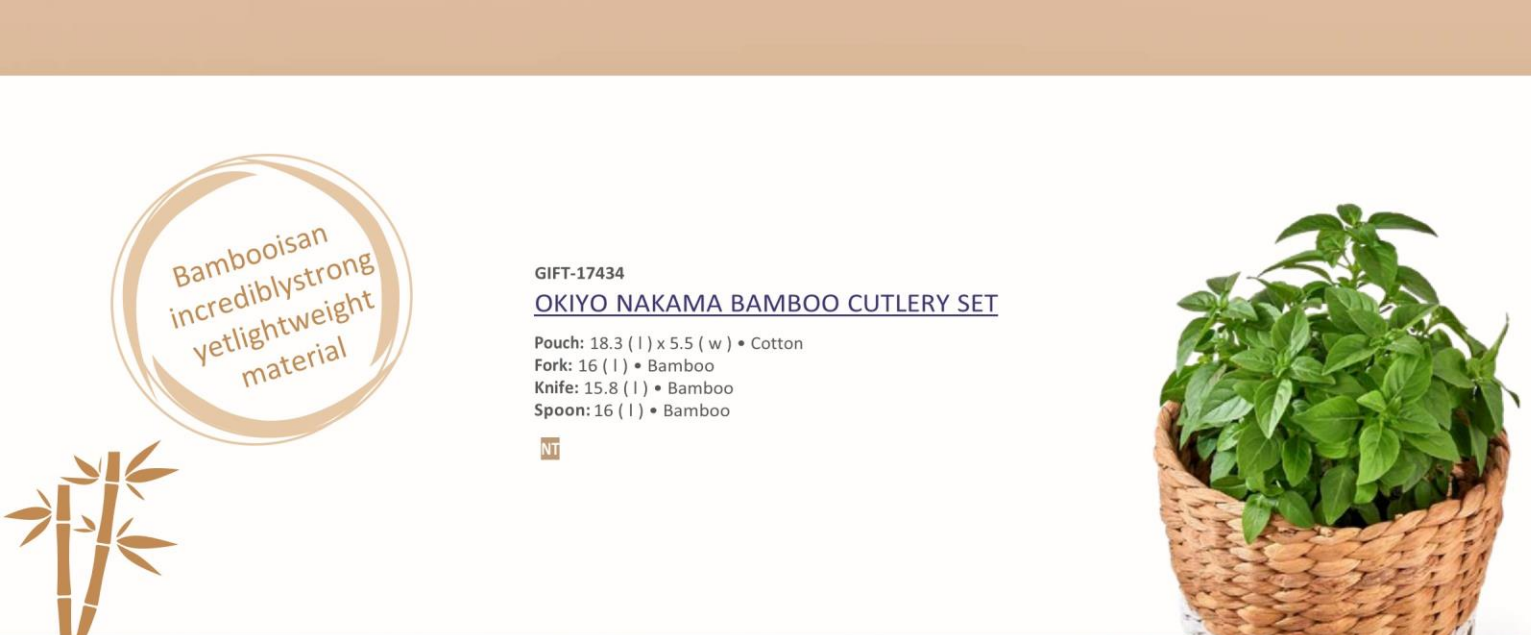 Bambooisan
incrediblystrong
yetlightweight
material
GIFT-17434
OKIYO NAKAMA BAMBOO CUTLERY SET
Pouch: 18.3 ( l ) x 5.5 ( w ) • Cotton
Fork: 16 ( l ) • Bamboo
Knife: 15.8 ( l ) • Bamboo
Spoon: 16 ( l ) • Bamboo
NT